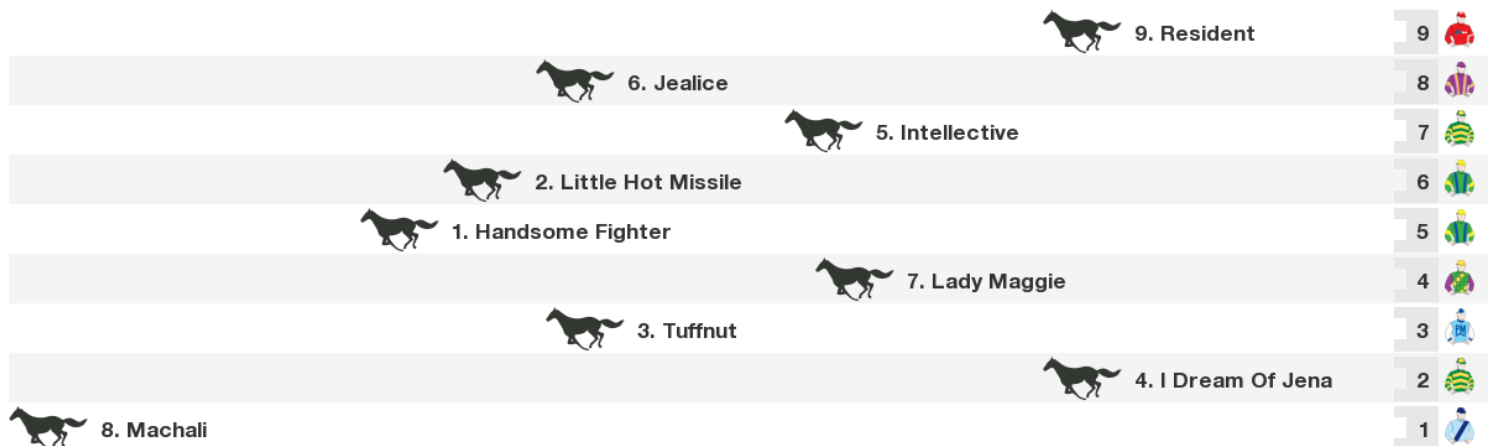 9. Resident 9
6. Jealice 8
5. Intellective 7
2. Little Hot Missile 6
1. Handsome Fighter 5
7. Lady Maggie 4
3. Tuffnut 3
PM
4. I Dream Of Jena 2
8. Machali 1